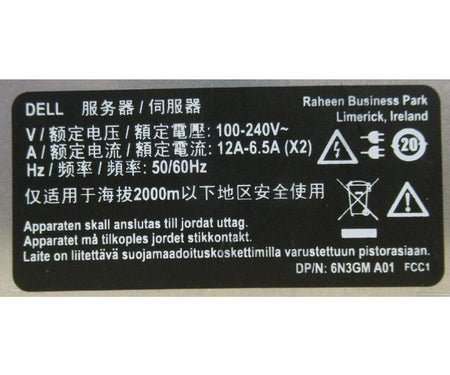 DELL 服务器 / 伺服器
Raheen Business Park
Limerick, Ireland
V / 额定电压 / 額定電壓: 100-240V~
A / 额定电流 / 額定電流: 12A-6.5A (X2)
Hz / 频率 / 頻率: 50/60Hz
20
仅适用于海拔2000m以下地区安全使用
Apparaten skall anslutas till jordat uttag.
Apparatet må tilkoples jordet stikkontakt.
Laite on liitettävä suojamaadoituskoskettimilla varustettuun pistorasiaan.
DP/N: 6N3GM A01 FCC1